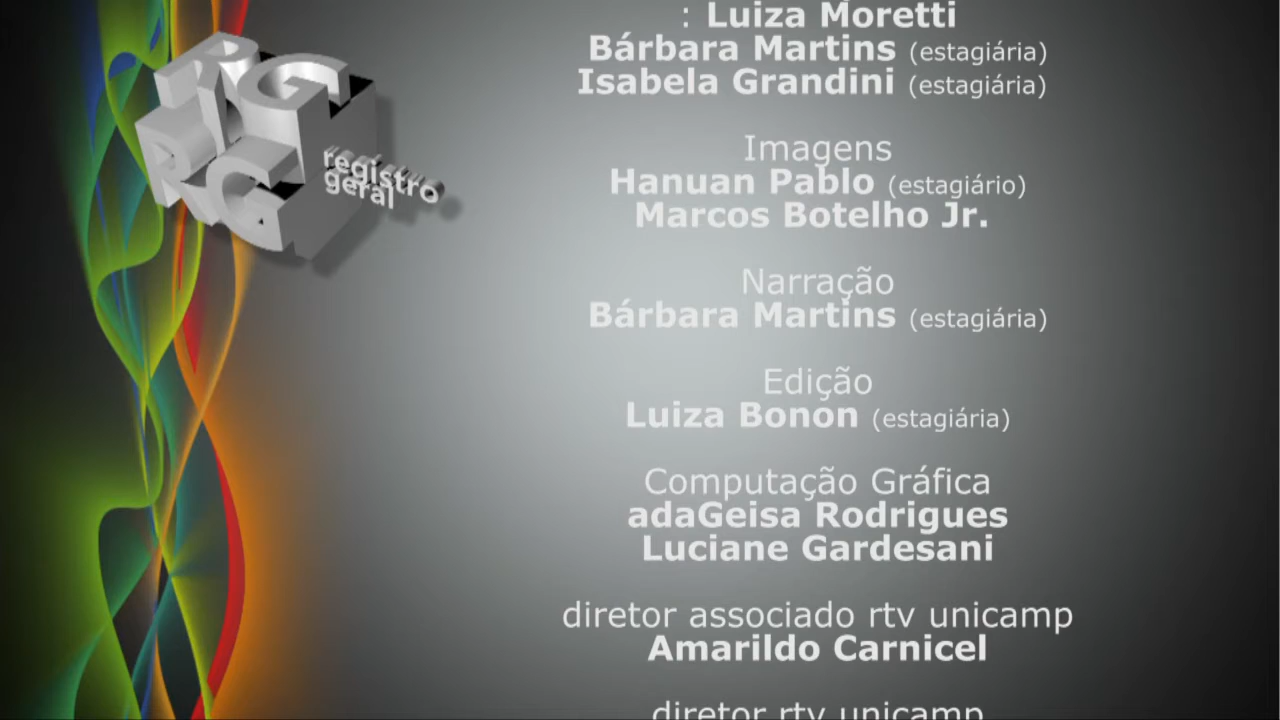 RG
RG
registro
geral
: Luiza Moretti
Bárbara Martins (estagiária)
Isabela Grandini (estagiária)
Imagens
Hanuan Pablo (estagiário)
Marcos Botelho Jr.
Narração
Bárbara Martins (estagiária)
Edição
Luiza Bonon (estagiária)
Computação Gráfica
adaGeisa Rodrigues
Luciane Gardesani
diretor associado rtv unicamp
Amarildo Carnicel
diretor rtv unicamp